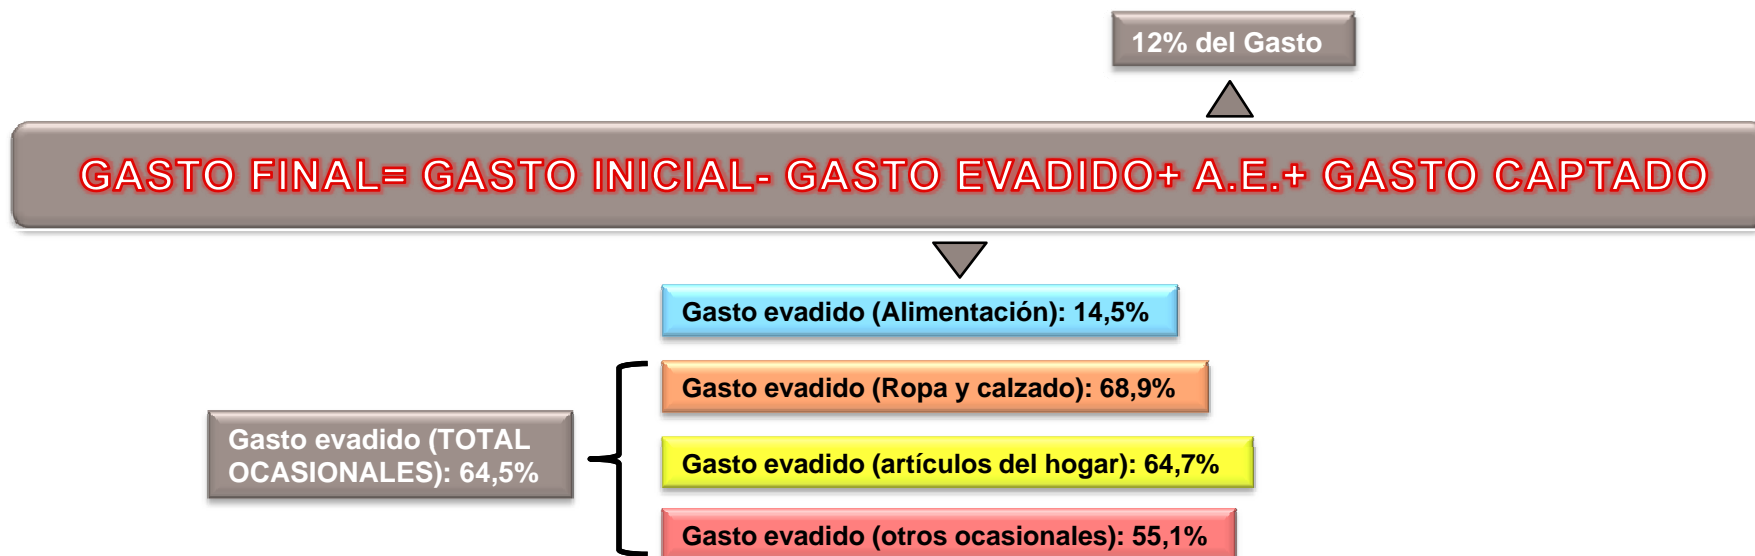 12% del Gasto
GASTO FINAL= GASTO INICIAL- GASTO EVADIDO+ A.E.+ GASTO CAPTADO
Gasto evadido (Alimentación): 14,5%
Gasto evadido (Ropa y calzado): 68,9%
Gasto evadido (TOTAL
OCASIONALES): 64,5%
Gasto evadido (artículos del hogar): 64,7%
Gasto evadido (otros ocasionales): 55,1%